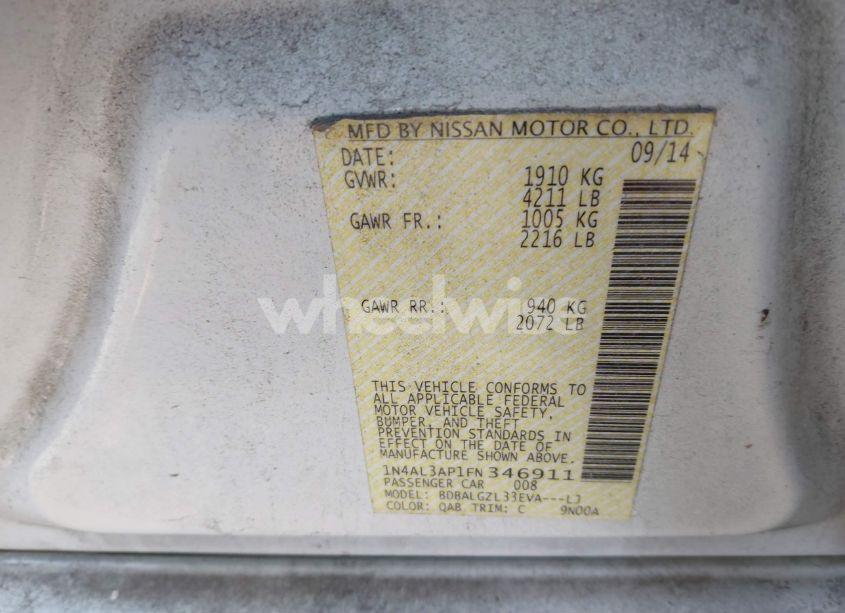 MFD BY NISSAN MOTOR CO., LTD.
DATE: 09/14
GVWR: 1910 KG
4211 LB
GAWR FR.: 1005 KG
2216 LB
GAWR RR.: 940 KG
2072 LB
wheelwise
THIS VEHICLE CONFORMS TO
ALL APPLICABLE FEDERAL
MOTOR VEHICLE SAFETY,
BUMPER, AND THEFT
PREVENTION STANDARDS IN
EFFECT ON THE DATE OF
MANUFACTURE SHOWN ABOVE.
1N4AL3AP1FN 346911
PASSENGER CAR 008
MODEL: BDBALGZL33EVA---LJ
COLOR: QAB TRIM: C 9N00A